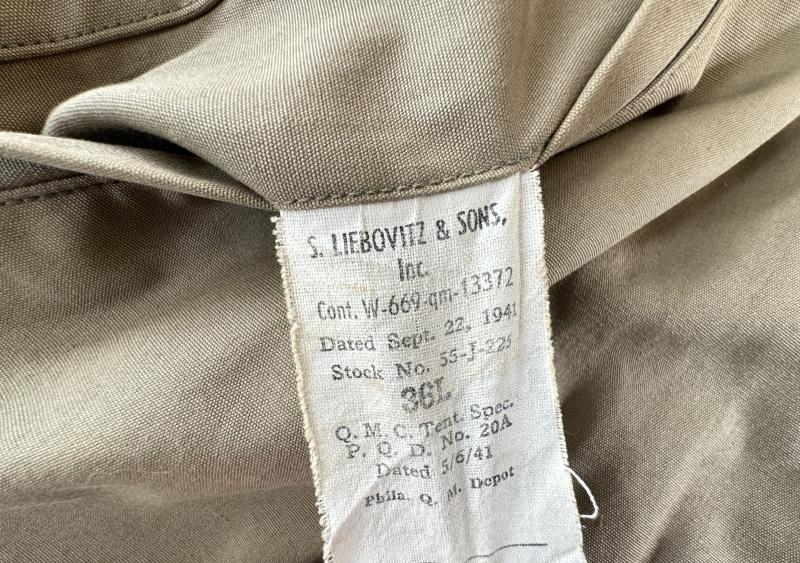 S. LIEBOVITZ & SONS,
Inc.
Cont. W-669-qm-13372
Dated Sept. 22, 1941
Stock No. 55-J-225
36L
Q. M. C. Tent. Spec.
P. Q. D. No. 20A
Dated 5/6/41
Phila. Q. M. Depot